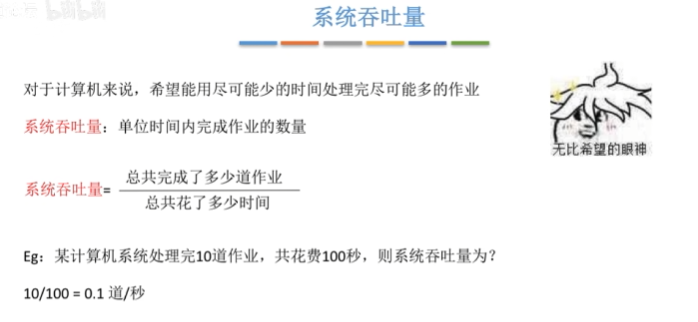 系统吞吐量
对于计算机来说，希望能用尽可能少的时间处理完尽可能多的作业
系统吞吐量：单位时间内完成作业的数量
无比希望的眼神
系统吞吐量=
总共完成了多少道作业
总共花了多少时间
Eg：某计算机系统处理完10道作业，共花费100秒，则系统吞吐量为？
10/100 = 0.1 道/秒